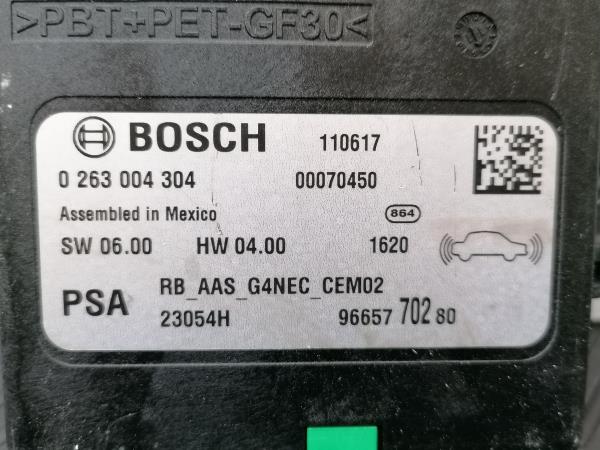 >PBT+PET-GF30<
BOSCH 110617
0 263 004 304 00070450
Assembled in Mexico 864
SW 06.00 HW 04.00 1620
PSA RB_AAS_G4NEC_CEM02
23054H 96657 702 80